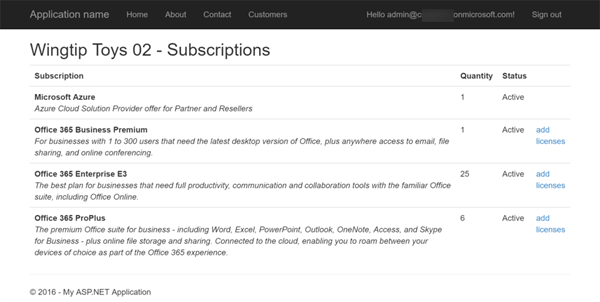 Application name Home About Contact Customers Hello admin@c onmicrosoft.com! Sign out
Wingtip Toys 02 - Subscriptions
Subscription Quantity Status
Microsoft Azure 1 Active
Azure Cloud Solution Provider offer for Partner and Resellers
Office 365 Business Premium 1 Active add
For businesses with 1 to 300 users that need the latest desktop version of Office, plus anywhere access to email, file licenses
sharing, and online conferencing.
Office 365 Enterprise E3 25 Active add
The best plan for businesses that need full productivity, communication and collaboration tools with the familiar Office licenses
suite, including Office Online.
Office 365 ProPlus 6 Active add
The premium Office suite for business - including Word, Excel, PowerPoint, Outlook, OneNote, Access, and Skype licenses
for Business - plus online file storage and sharing. Connected to the cloud, enabling you to roam between your
devices of choice as part of the Office 365 experience.
© 2016 - My ASP.NET Application